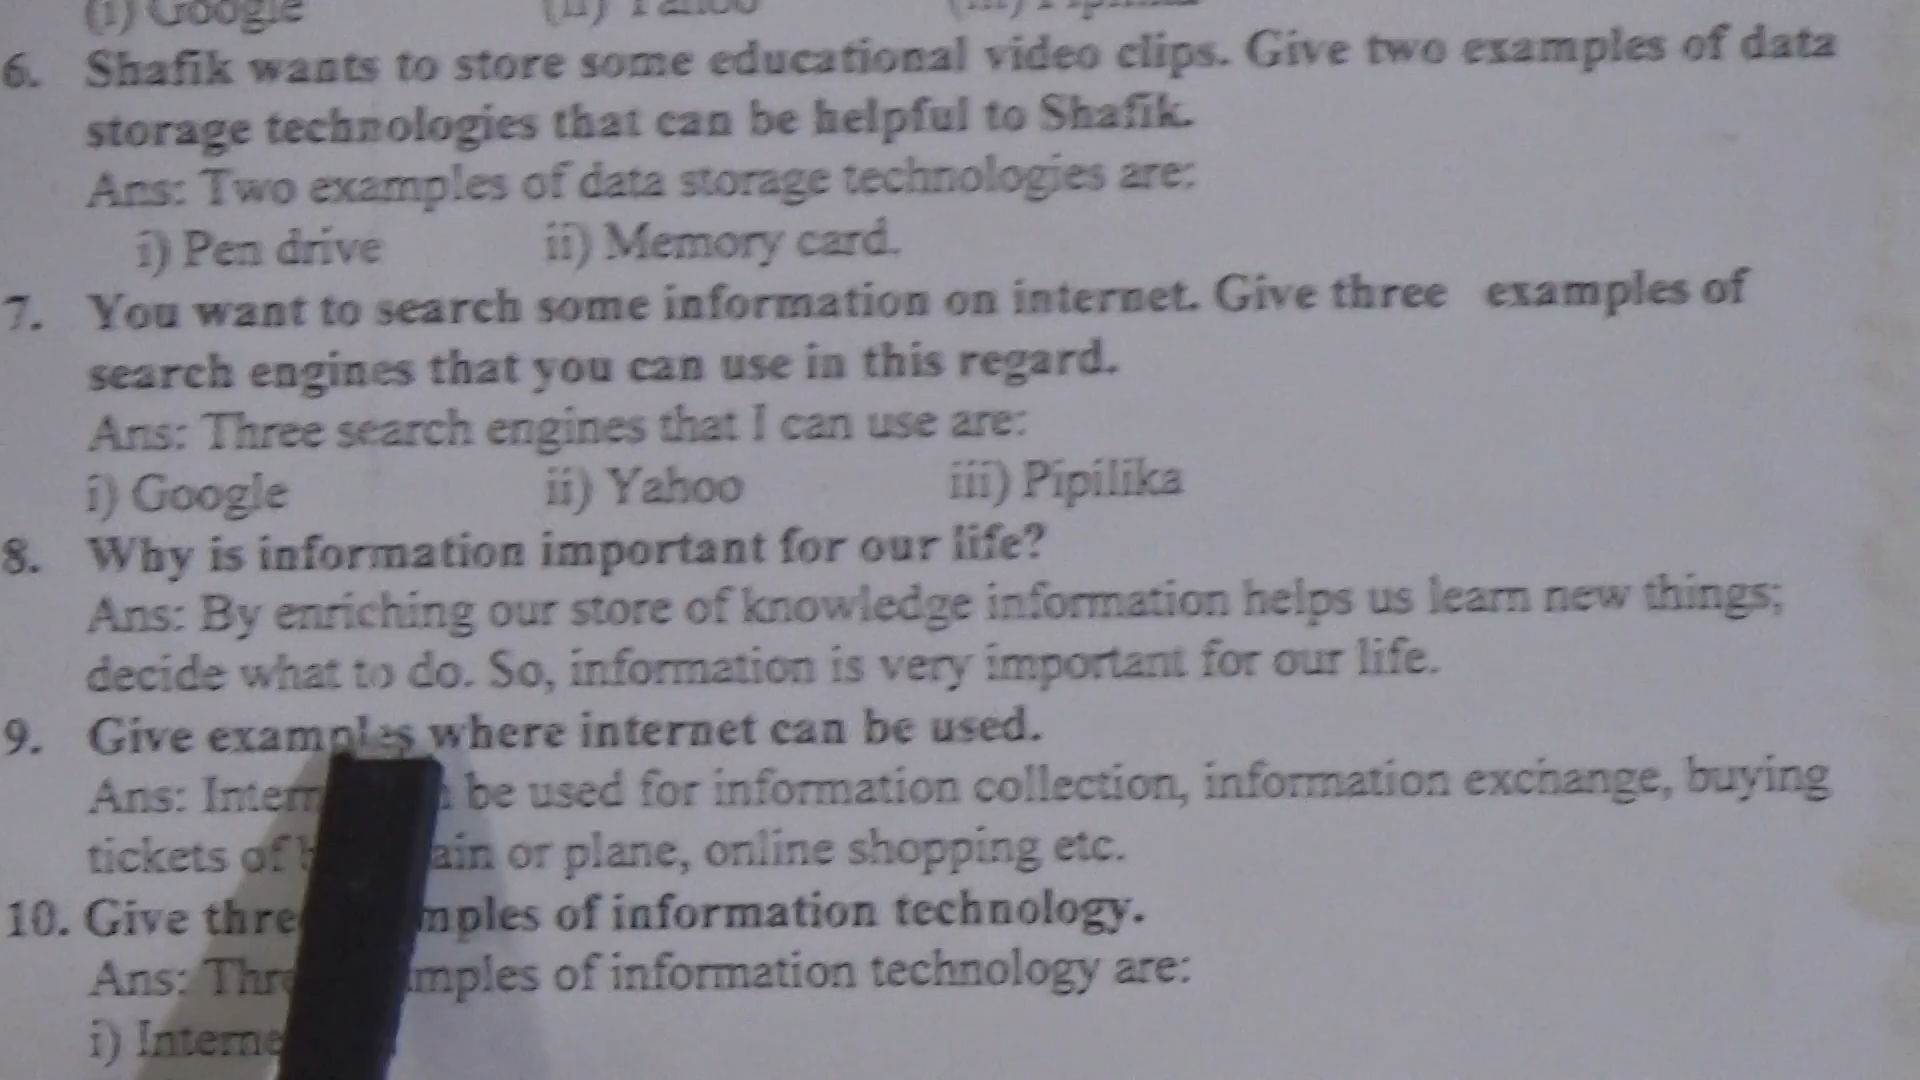 (i) Google (ii) Yahoo (iii) Pipilika
6. Shafik wants to store some educational video clips. Give two examples of data
storage technologies that can be helpful to Shafik.
Ans: Two examples of data storage technologies are:
i) Pen drive ii) Memory card.
7. You want to search some information on internet. Give three examples of
search engines that you can use in this regard.
Ans: Three search engines that I can use are:
i) Google ii) Yahoo iii) Pipilika
8. Why is information important for our life?
Ans: By enriching our store of knowledge information helps us learn new things;
decide what to do. So, information is very important for our life.
9. Give examples where internet can be used.
Ans: be used for information collection, information exchange, buying
tickets of or plane, online shopping etc.
10. Give of information technology.
Ans: of information technology are:
i)